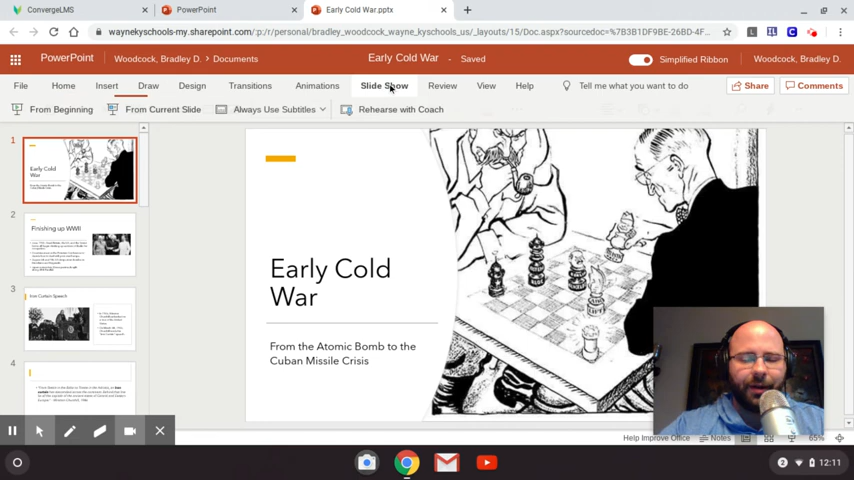 ConvergeLMS
PowerPoint
Early Cold War.pptx
waynekyschools-my.sharepoint.com/:p:/r/personal/bradley_woodcock_wayne_kyschools_us/_layouts/15/Doc.aspx?sourcedoc=%7B3B1DF9BE-26BD-4F...
PowerPoint
Woodcock, Bradley D. > Documents
Early Cold War - Saved
Simplified Ribbon
Woodcock, Bradley D.
File Home Insert Draw Design Transitions Animations Slide Show Review View Help
Tell me what you want to do
Share
Comments
From Beginning
From Current Slide
Always Use Subtitles
Rehearse with Coach
1
Early Cold
War
2
Finishing up WWII
3
Iron Curtain Speech
4
Early Cold
War
From the Atomic Bomb to the
Cuban Missile Crisis
Help Improve Office
Notes
65%
2
12:11